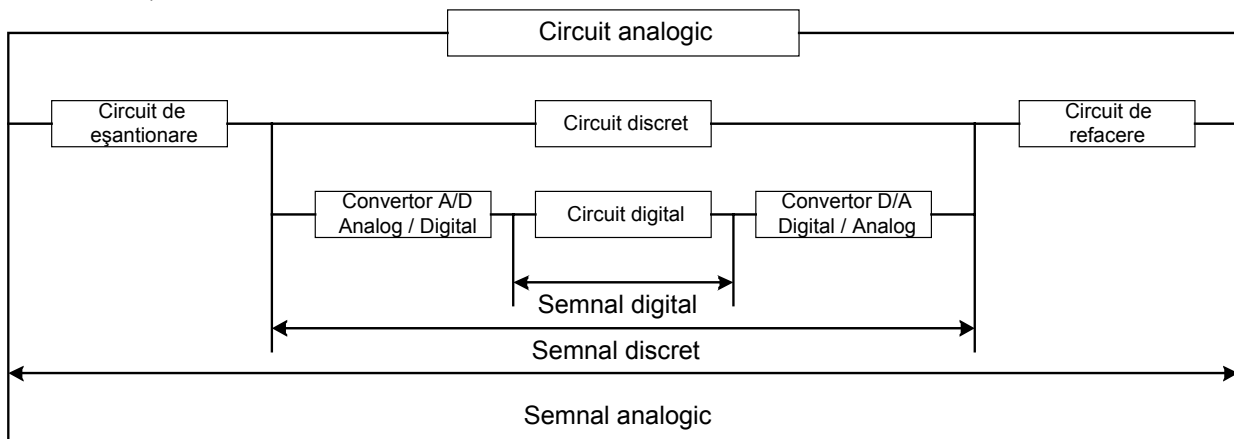 Circuit analogic
Circuit de
eşantionare
Circuit discret
Circuit de
refacere
Convertor A/D
Analog / Digital
Circuit digital
Convertor D/A
Digital / Analog
Semnal digital
Semnal discret
Semnal analogic